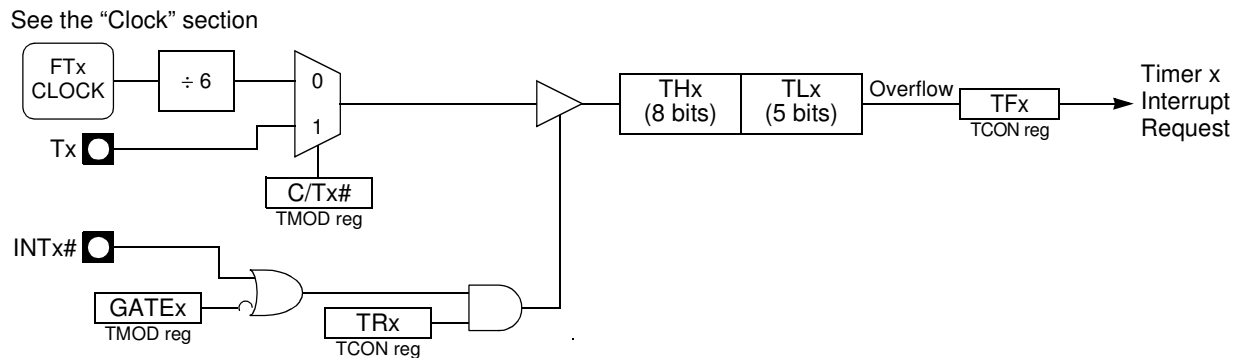 See the “Clock” section
FTx
CLOCK
÷ 6
0
1
Tx
C/Tx#
TMOD reg
THx
(8 bits)
TLx
(5 bits)
Overflow
TFx
TCON reg
Timer x
Interrupt
Request
INTx#
GATEx
TMOD reg
TRx
TCON reg